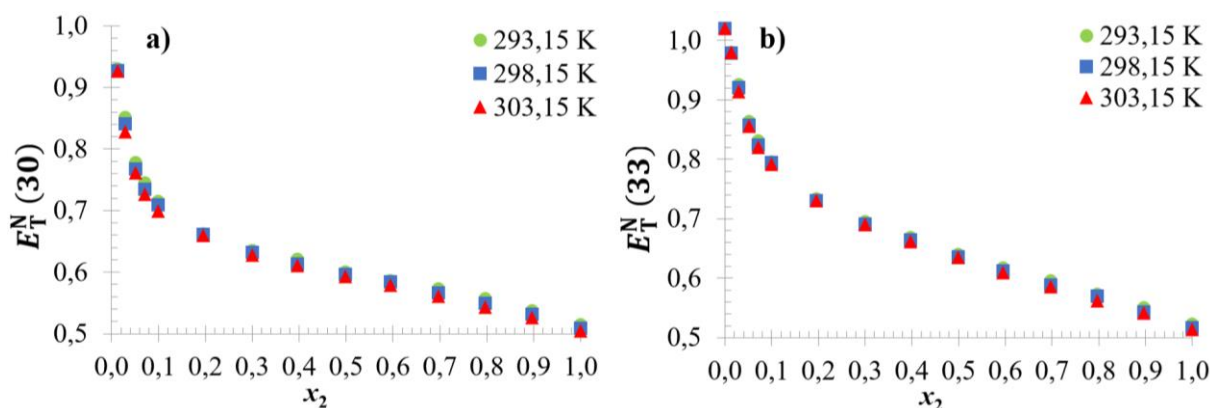 a)
293,15 K
298,15 K
303,15 K
E_T^N (30)
1,0
0,9
0,8
0,7
0,6
0,5
0,0 0,1 0,2 0,3 0,4 0,5 0,6 0,7 0,8 0,9 1,0
x₂
b)
293,15 K
298,15 K
303,15 K
E_T^N (33)
1,0
0,9
0,8
0,7
0,6
0,5
0,0 0,1 0,2 0,3 0,4 0,5 0,6 0,7 0,8 0,9 1,0
x₂